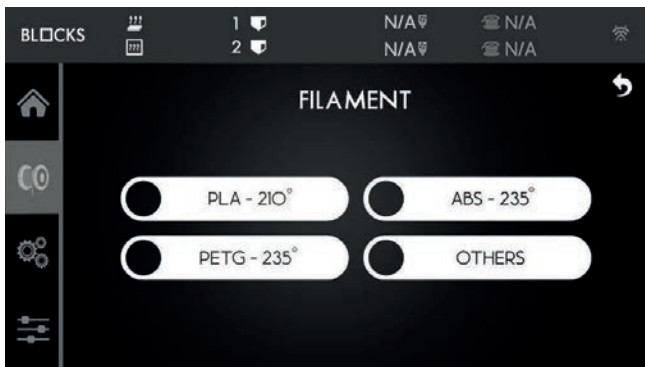 BLOCKS
1
N/A
N/A
2
N/A
N/A
FILAMENT
PLA - 210°
ABS - 235°
PETG - 235°
OTHERS